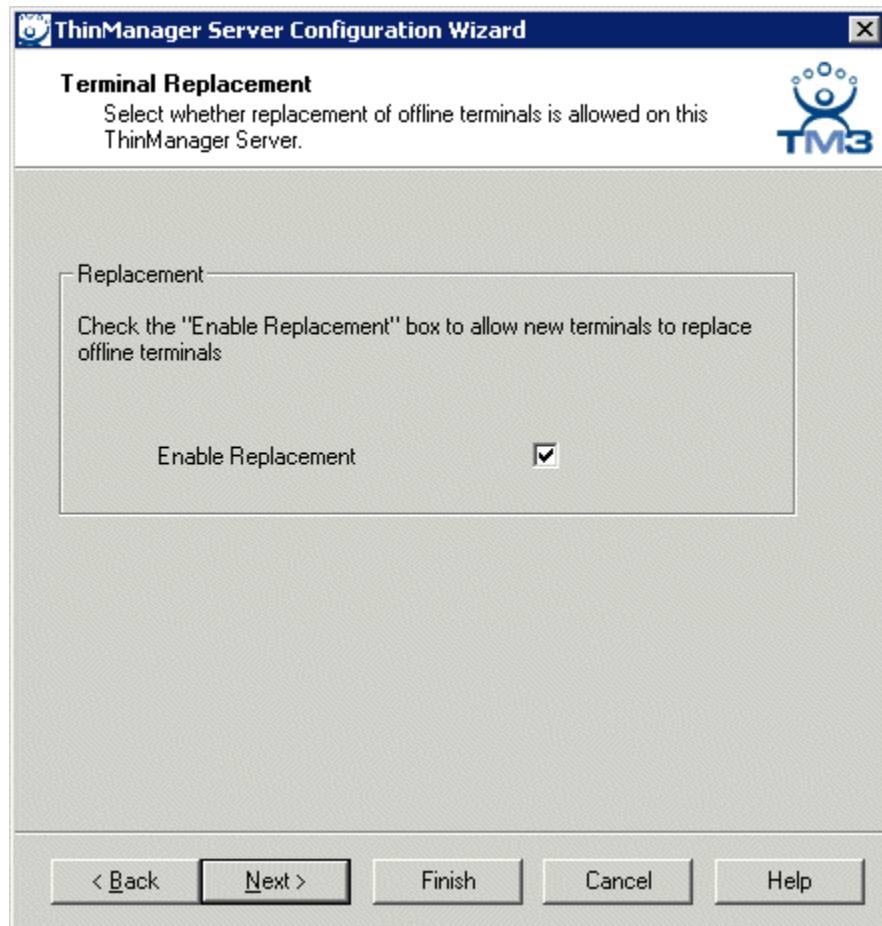 ThinManager Server Configuration Wizard
Terminal Replacement
Select whether replacement of offline terminals is allowed on this
ThinManager Server.
TM3
Replacement
Check the "Enable Replacement" box to allow new terminals to replace
offline terminals
Enable Replacement
< Back Next > Finish Cancel Help